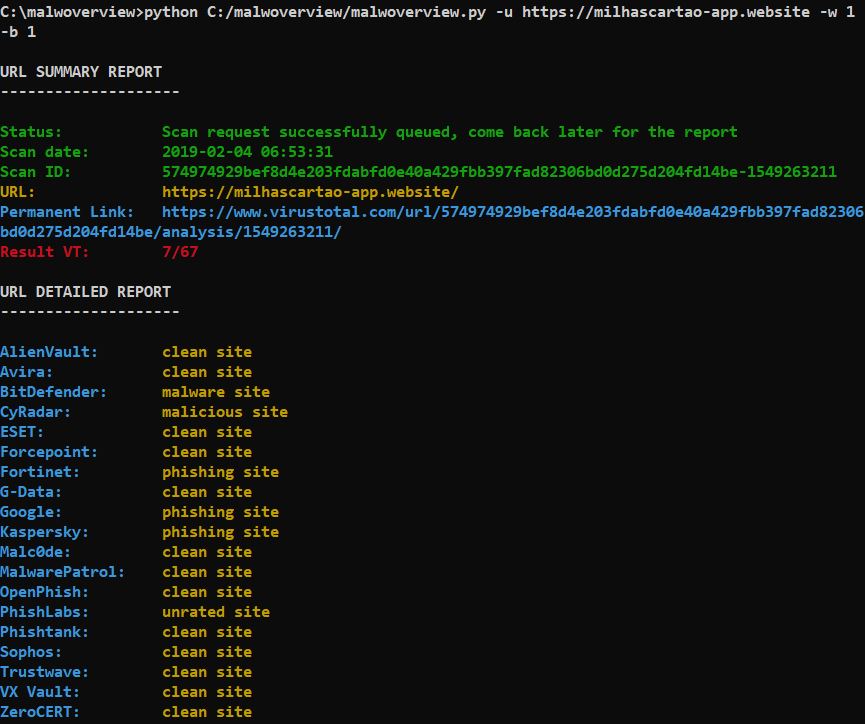 C:\malwoverview>python C:/malwoverview/malwoverview.py -u https://milhascartao-app.website -w 1
-b 1
URL SUMMARY REPORT
--------------------
Status: Scan request successfully queued, come back later for the report
Scan date: 2019-02-04 06:53:31
Scan ID: 574974929bef8d4e203fdabfd0e40a429fbb397fad82306bd0d275d204fd14be-1549263211
URL: https://milhascartao-app.website/
Permanent Link: https://www.virustotal.com/url/574974929bef8d4e203fdabfd0e40a429fbb397fad82306
bd0d275d204fd14be/analysis/1549263211/
Result VT: 7/67
URL DETAILED REPORT
--------------------
AlienVault: clean site
Avira: clean site
BitDefender: malware site
CyRadar: malicious site
ESET: clean site
Forcepoint: clean site
Fortinet: phishing site
G-Data: clean site
Google: phishing site
Kaspersky: phishing site
Malc0de: clean site
MalwarePatrol: clean site
OpenPhish: clean site
PhishLabs: unrated site
Phishtank: clean site
Sophos: clean site
Trustwave: clean site
VX Vault: clean site
ZeroCERT: clean site